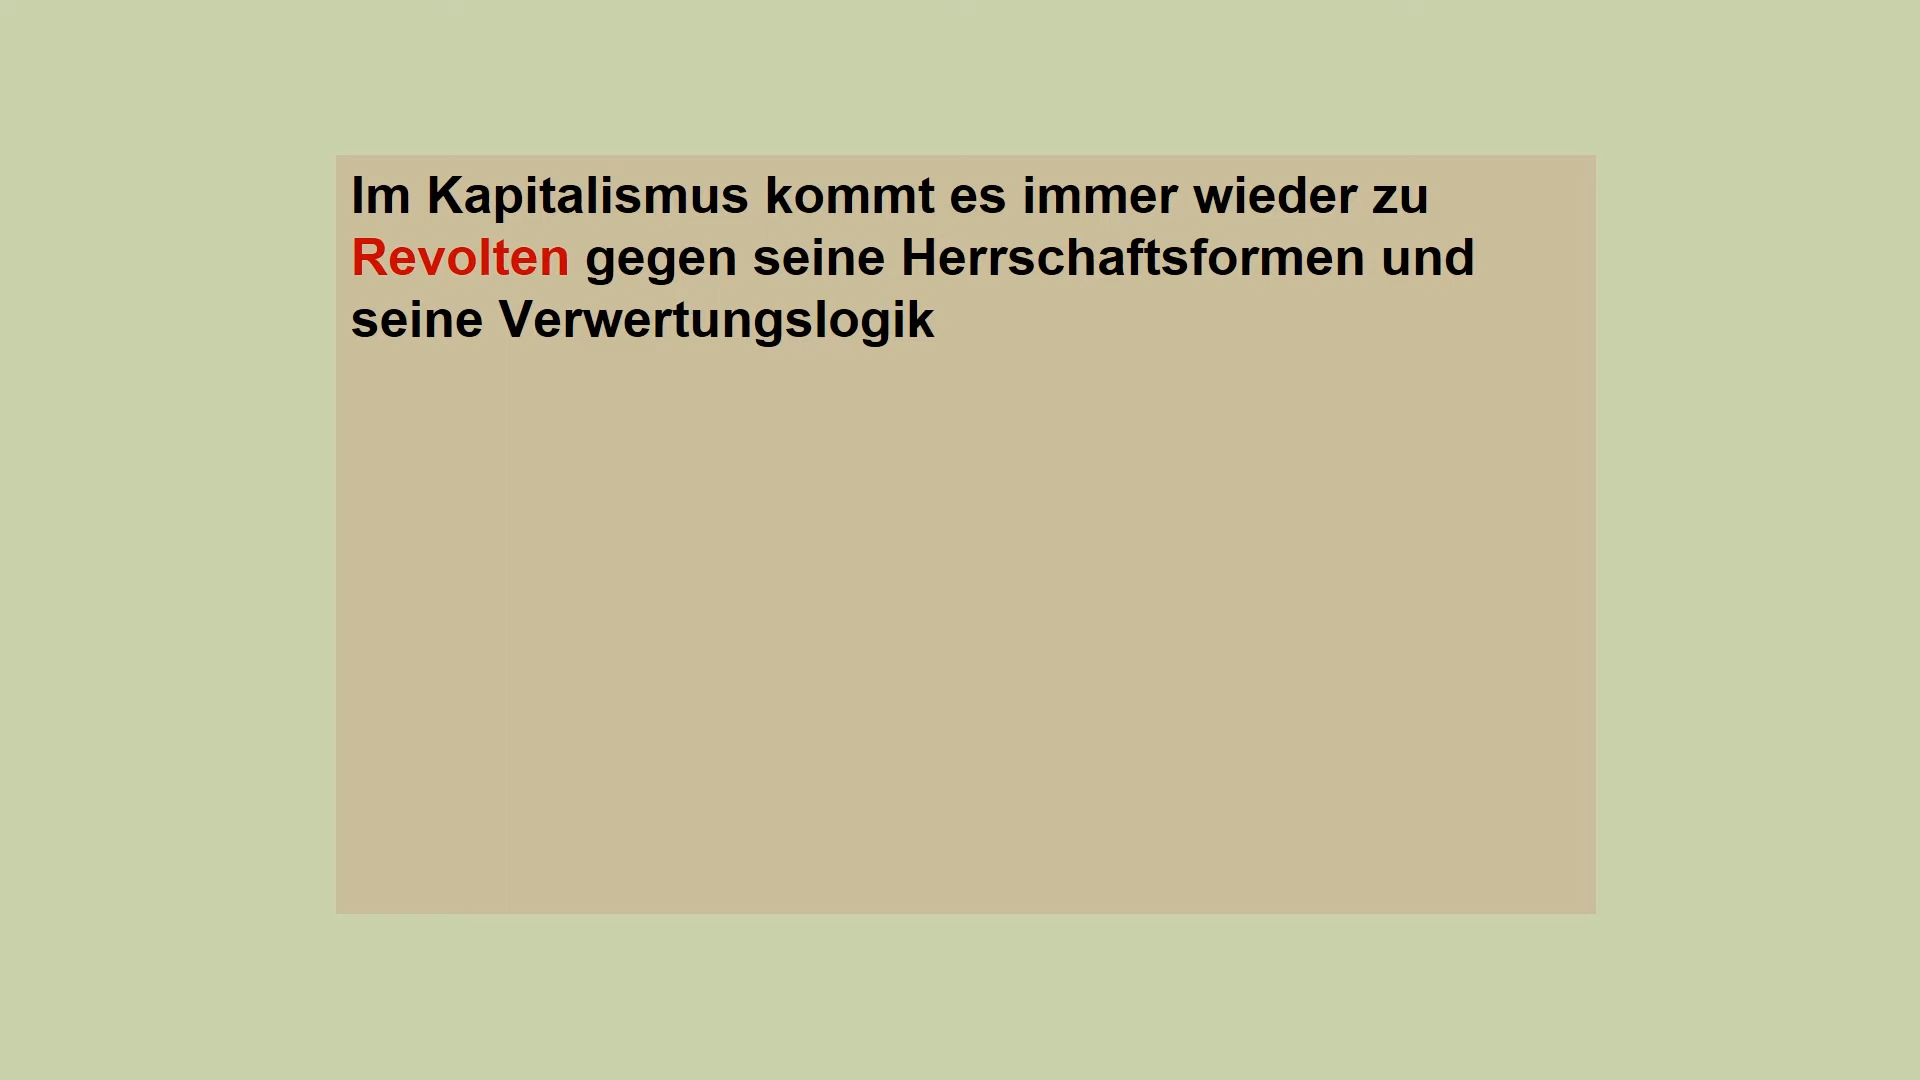 Im Kapitalismus kommt es immer wieder zu
Revolten gegen seine Herrschaftsformen und
seine Verwertungslogik